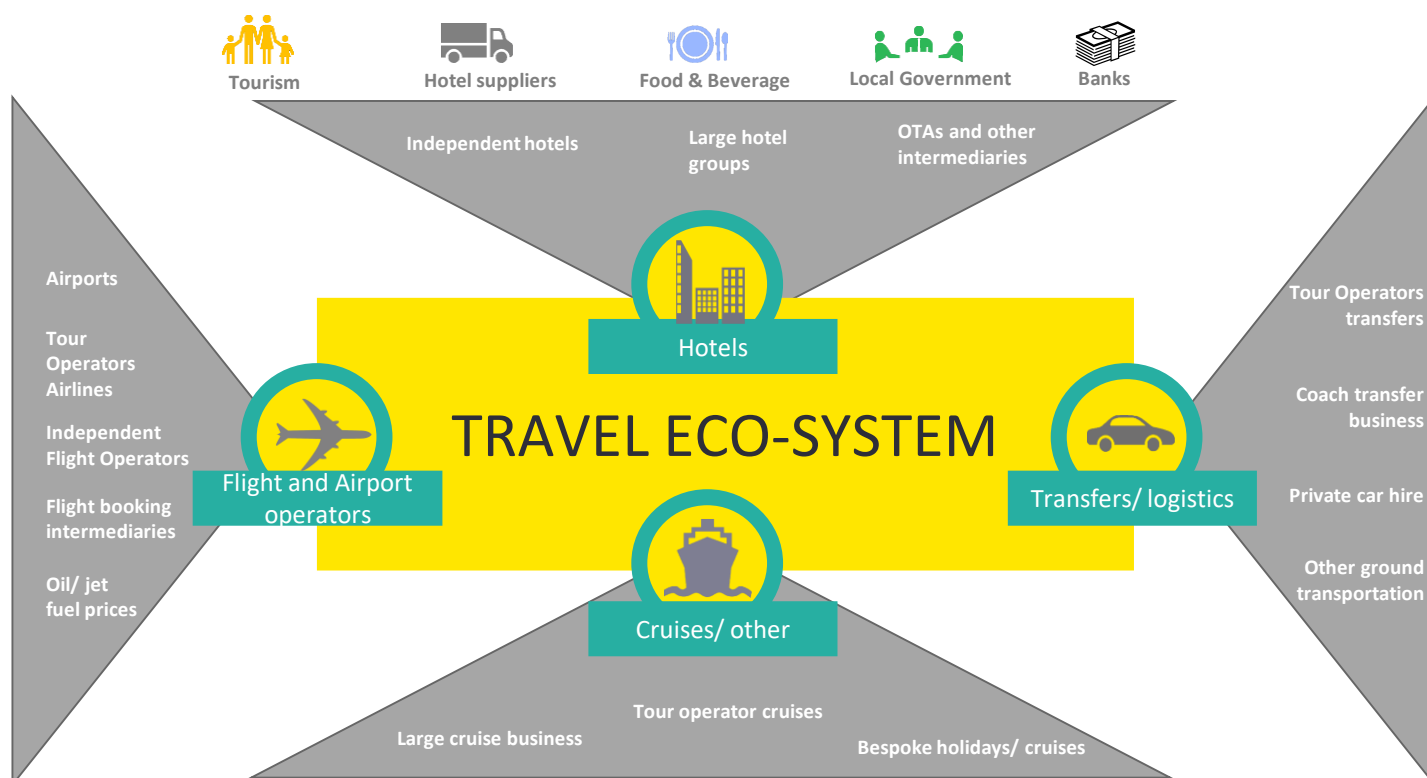 Tourism
Hotel suppliers
Food & Beverage
Local Government
Banks
Independent hotels
Large hotel
groups
OTAs and other
intermediaries
Hotels
Airports
Tour
Operators
Airlines
Independent
Flight Operators
Flight booking
intermediaries
Oil/ jet
fuel prices
Flight and Airport
operators
TRAVEL ECO-SYSTEM
Transfers/ logistics
Tour Operators
transfers
Coach transfer
business
Private car hire
Other ground
transportation
Cruises/ other
Large cruise business
Tour operator cruises
Bespoke holidays/ cruises